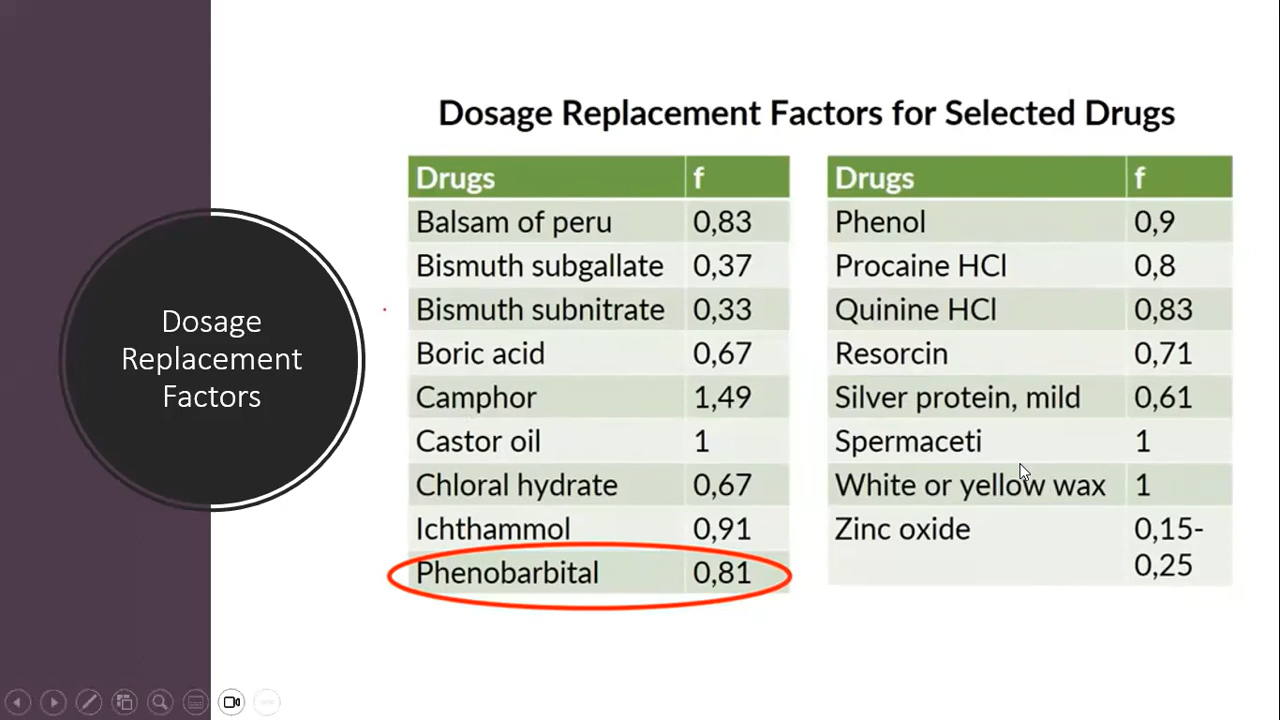 Dosage Replacement Factors for Selected Drugs
Dosage
Replacement
Factors
Drugs f
Balsam of peru 0,83
Bismuth subgallate 0,37
Bismuth subnitrate 0,33
Boric acid 0,67
Camphor 1,49
Castor oil 1
Chloral hydrate 0,67
Ichthammol 0,91
Phenobarbital 0,81
Drugs f
Phenol 0,9
Procaine HCl 0,8
Quinine HCl 0,83
Resorcin 0,71
Silver protein, mild 0,61
Spermaceti 1
White or yellow wax 1
Zinc oxide 0,15-
0,25